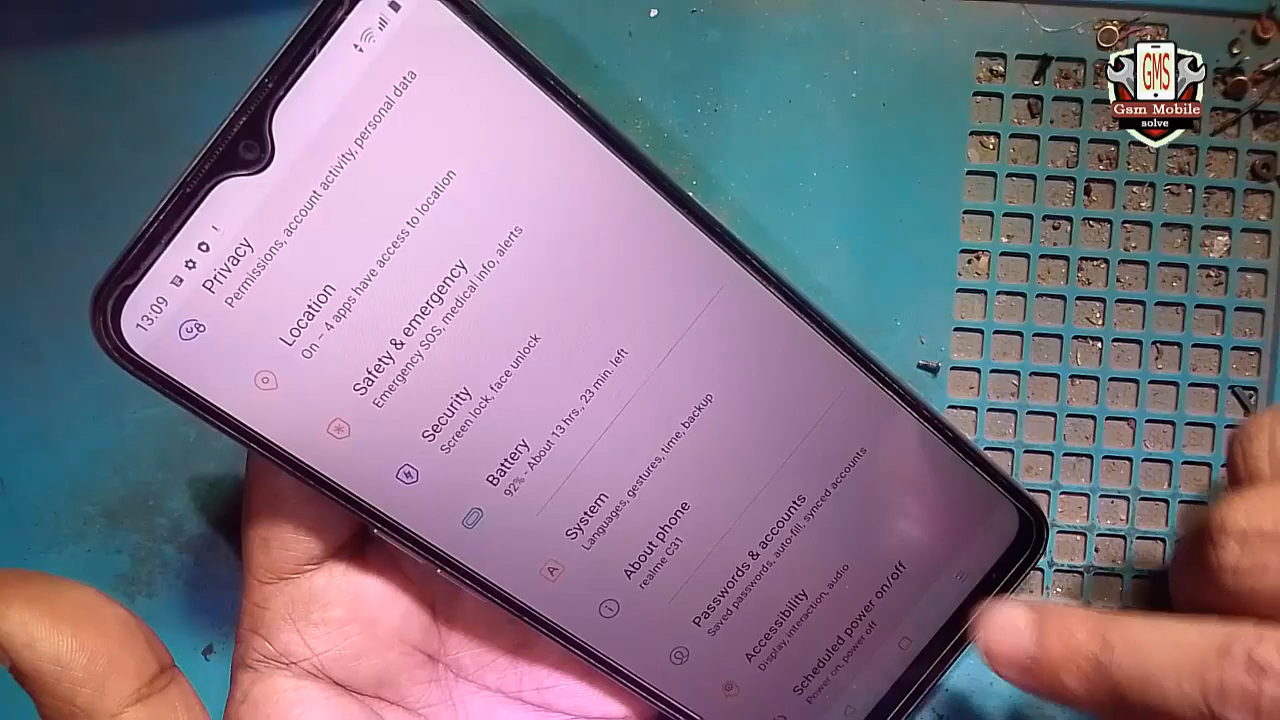 13:09
Privacy
Permissions, account activity, personal data
Location
On – 4 apps have access to location
Safety & emergency
Emergency SOS, medical info, alerts
Security
Screen lock, face unlock
Battery
92% - About 13 hrs., 23 min. left
System
Languages, gestures, time, backup
About phone
realme C31
Passwords & accounts
Saved passwords, auto-fill, synced accounts
Accessibility
Display, interaction, audio
Scheduled power on/off
Power on, power off
GMS
Gsm Mobile
solve